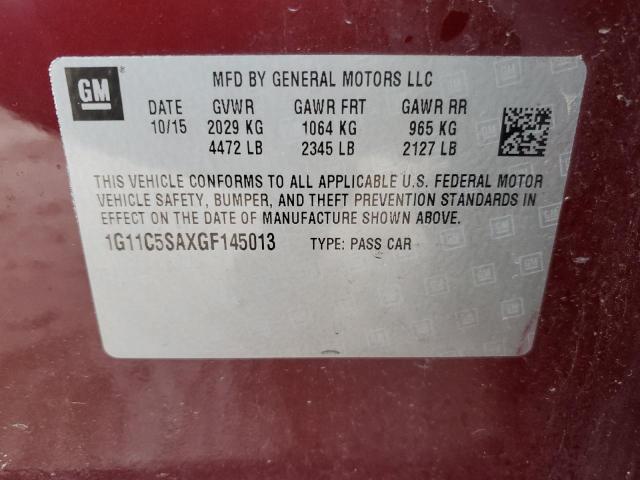 GM
MFD BY GENERAL MOTORS LLC
DATE GVWR GAWR FRT GAWR RR
10/15 2029 KG 1064 KG 965 KG
4472 LB 2345 LB 2127 LB
THIS VEHICLE CONFORMS TO ALL APPLICABLE U.S. FEDERAL MOTOR
VEHICLE SAFETY, BUMPER, AND THEFT PREVENTION STANDARDS IN
EFFECT ON THE DATE OF MANUFACTURE SHOWN ABOVE.
1G11C5SAXGF145013 TYPE: PASS CAR